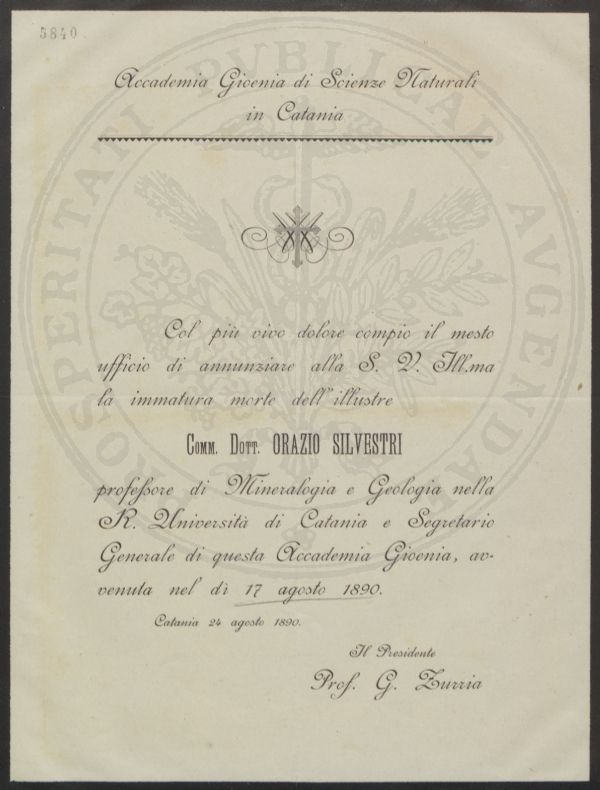 5840
Accademia Gioenia di Scienze Naturali
in Catania
PROSPERITATI PVBLICAE AVGENDAE
Col più vivo dolore compio il mesto
ufficio di annunziare alla S. V. Ill.ma
la immatura morte dell'illustre
Comm. Dott. ORAZIO SILVESTRI
professore di Mineralogia e Geologia nella
R. Università di Catania e Segretario
Generale di questa Accademia Gioenia, av-
venuta nel dì 17 agosto 1890.
Catania 24 agosto 1890.
Il Presidente
Prof. G. Zurria